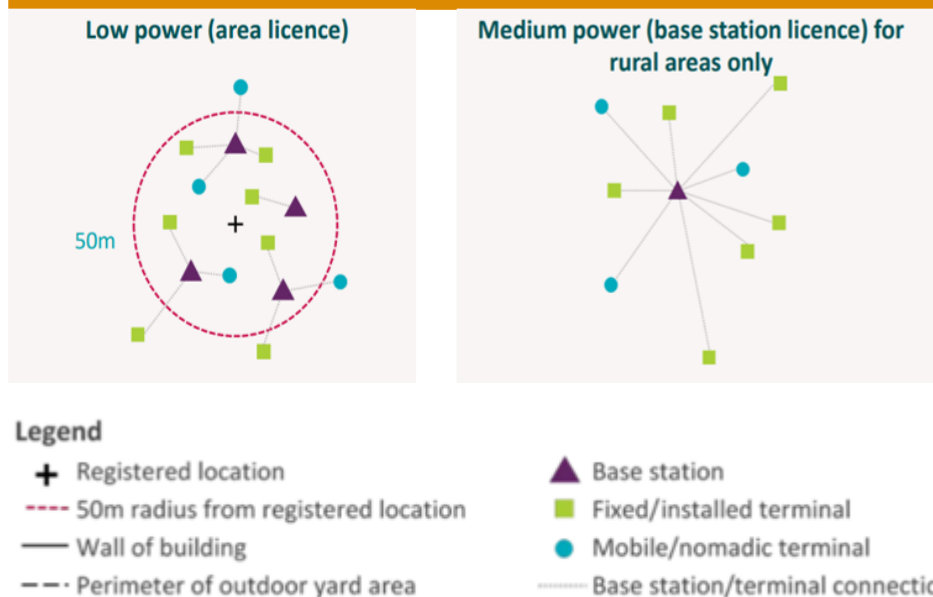 Low power (area licence)
Medium power (base station licence) for
rural areas only
50m
Legend
Registered location
50m radius from registered location
Wall of building
Perimeter of outdoor yard area
Base station
Fixed/installed terminal
Mobile/nomadic terminal
Base station/terminal connectio